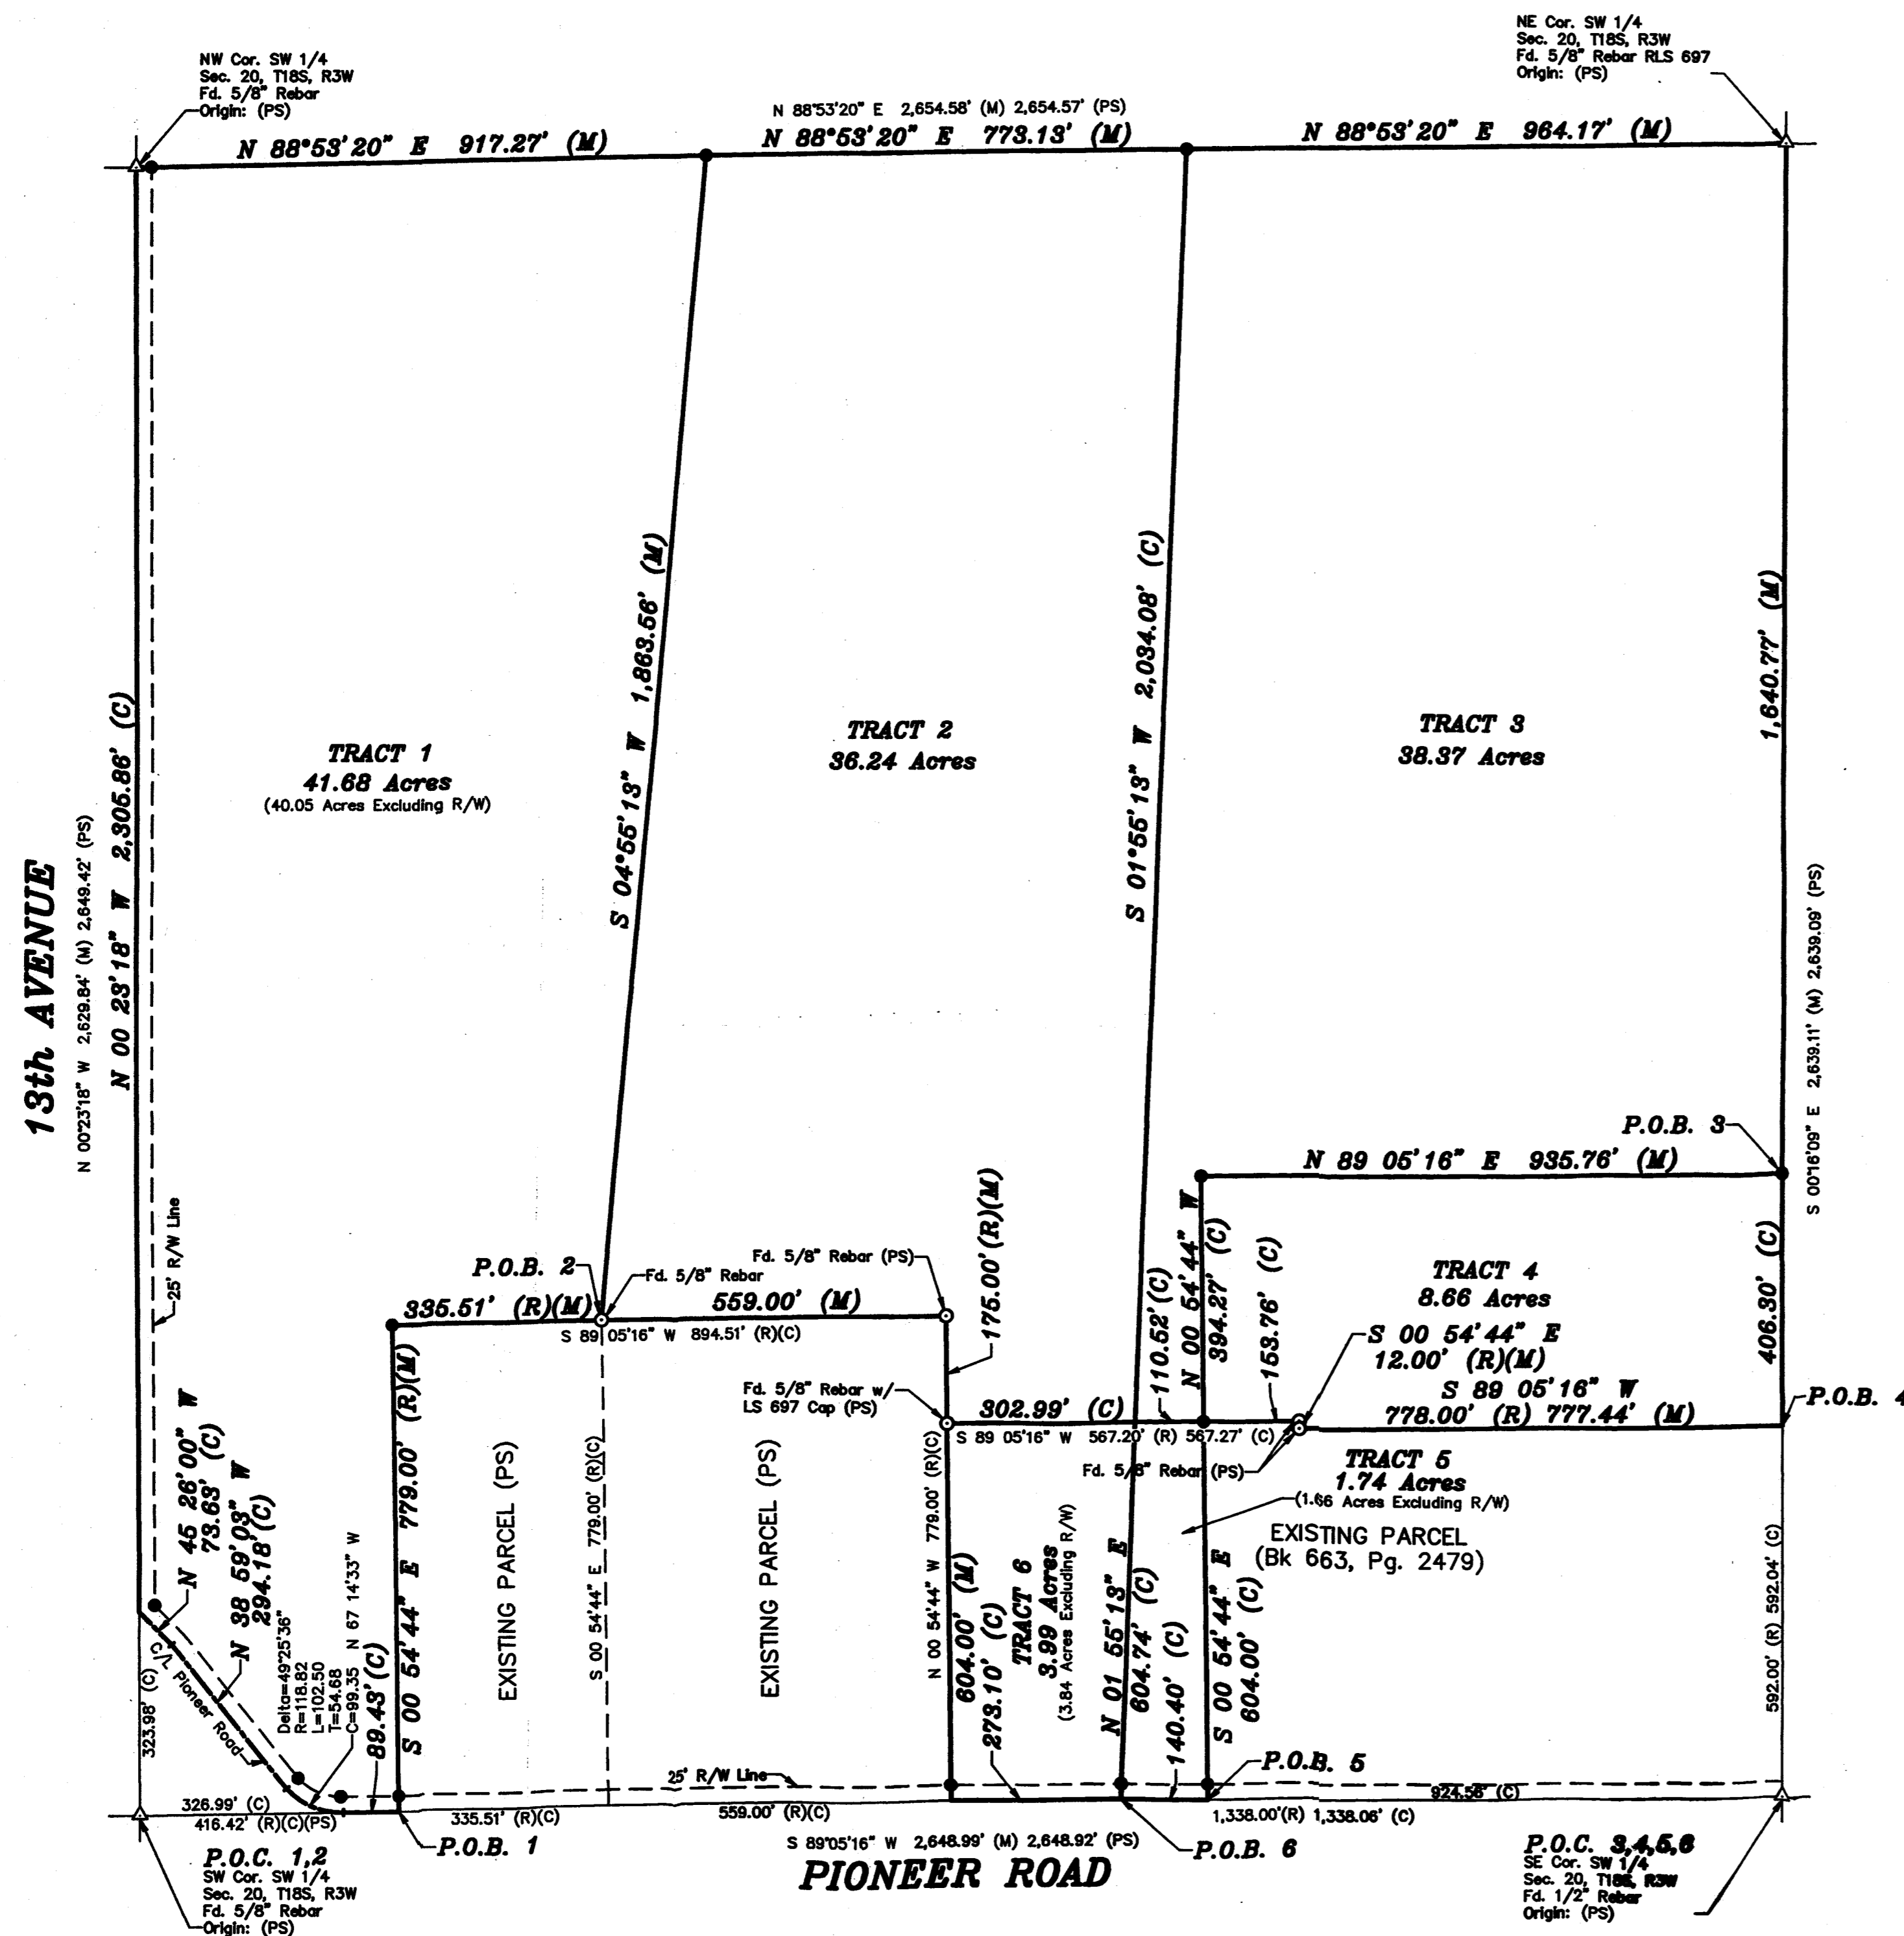 NW Cor. SW 1/4
Sec. 20, T18S, R3W
Fd. 5/8" Rebar
Origin: (PS)
NE Cor. SW 1/4
Sec. 20, T18S, R3W
Fd. 5/8" Rebar RLS 697
Origin: (PS)
N 88°53'20" E 2,654.58' (M) 2,654.57' (PS)
N 88°53'20" E 917.27' (M)
N 88°53'20" E 773.13' (M)
N 88°53'20" E 964.17' (M)
13th AVENUE
N 00°23'18" W 2,629.84' (M) 2,649.42' (PS)
N 00 23'18" W 2,305.86' (C)
25' R/W Line
TRACT 1
41.68 Acres
(40.05 Acres Excluding R/W)
S 04°55'13" W 1,863.56' (M)
TRACT 2
36.24 Acres
S 01°55'13" W 2,034.08' (C)
TRACT 3
38.37 Acres
1,640.77' (M)
S 00°16'09" E 2,639.11' (M) 2,639.09' (PS)
P.O.B. 3
N 89 05'16" E 935.76' (M)
P.O.B. 2
Fd. 5/8" Rebar
Fd. 5/8" Rebar (PS)
335.51' (R)(M)
559.00' (M)
S 89 05'16" W 894.51' (R)(C)
175.00' (R)(M)
110.52' (C)
N 00 54'44" W
394.27' (C)
153.76' (C)
TRACT 4
8.66 Acres
S 00 54'44" E
12.00' (R)(M)
S 89 05'16" W
778.00' (R) 777.44' (M)
406.30' (C)
P.O.B. 4
Fd. 5/8" Rebar w/
LS 697 Cap (PS)
302.99' (C)
S 89 05'16" W 567.20' (R) 567.27' (C)
Fd. 5/8" Rebar (PS)
TRACT 5
1.74 Acres
(1.66 Acres Excluding R/W)
EXISTING PARCEL
(Bk 663, Pg. 2479)
N 45 26'00" W
73.63' (C)
N 38 59'03" W
294.18' (C)
Delta=49°25'36"
R=118.82
L=102.50
T=54.68
C=99.35 N 67 14'33" W
89.43' (C)
S 00 54'44" E 779.00' (R)(M)
EXISTING PARCEL (PS)
S 00 54'44" E 779.00' (R)(C)
EXISTING PARCEL (PS)
N 00 54'44" W 779.00' (R)(C)
604.00' (M)
273.10' (C)
TRACT 6
3.99 Acres
(3.84 Acres Excluding R/W)
N 01 55'13" E
604.74' (C)
140.40' (C)
S 00 54'44" E
604.00' (C)
592.00' (R) 592.04' (C)
C/L Pioneer Road
323.98' (C)
25' R/W Line
P.O.B. 5
924.56' (C)
326.99' (C)
416.42' (R)(C)(PS)
335.51' (R)(C)
559.00' (R)(C)
1,338.00'(R) 1,338.06' (C)
P.O.B. 1
S 89°05'16" W 2,648.99' (M) 2,648.92' (PS)
P.O.B. 6
PIONEER ROAD
P.O.C. 1,2
SW Cor. SW 1/4
Sec. 20, T18S, R3W
Fd. 5/8" Rebar
Origin: (PS)
P.O.C. 3,4,5,6
SE Cor. SW 1/4
Sec. 20, T18S, R3W
Fd. 1/2" Rebar
Origin: (PS)